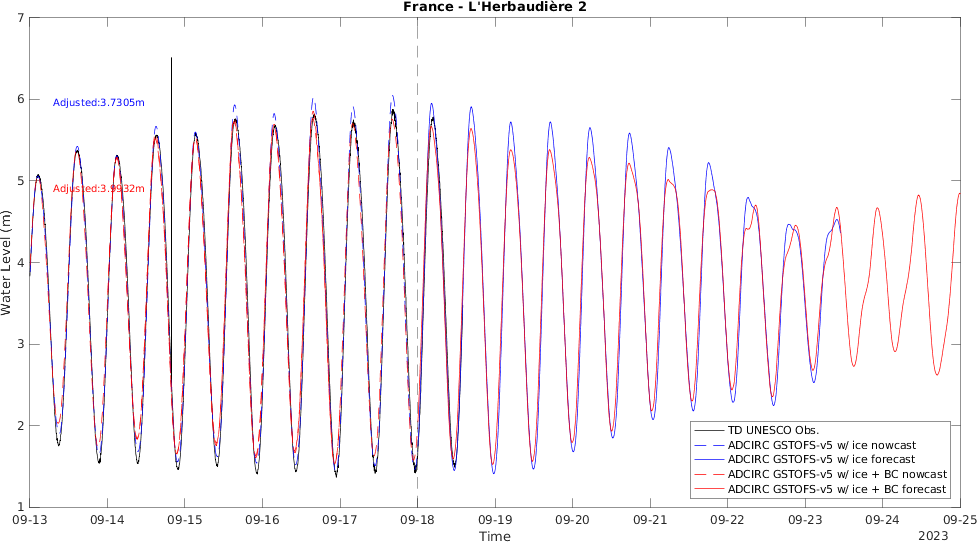 France - L'Herbaudière 2
7
6
5
4
3
2
1
Water Level (m)
Adjusted:3.7305m
Adjusted:3.9932m
TD UNESCO Obs.
ADCIRC GSTOFS-v5 w/ ice nowcast
ADCIRC GSTOFS-v5 w/ ice forecast
ADCIRC GSTOFS-v5 w/ ice + BC nowcast
ADCIRC GSTOFS-v5 w/ ice + BC forecast
09-13 09-14 09-15 09-16 09-17 09-18 09-19 09-20 09-21 09-22 09-23 09-24 09-25
Time
2023